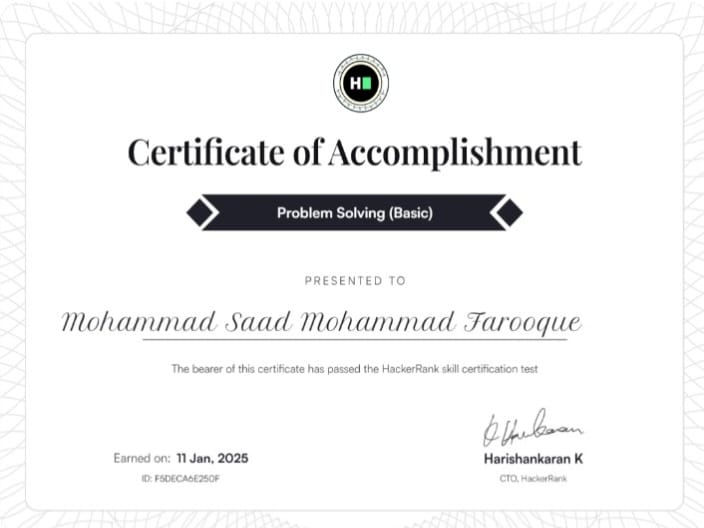 H
Certificate of Accomplishment
Problem Solving (Basic)
PRESENTED TO
Mohammad Saad Mohammad Farooque
The bearer of this certificate has passed the HackerRank skill certification test
Earned on: 11 Jan, 2025
ID: F5DECA6E250F
Harishankaran K
CTO, HackerRank